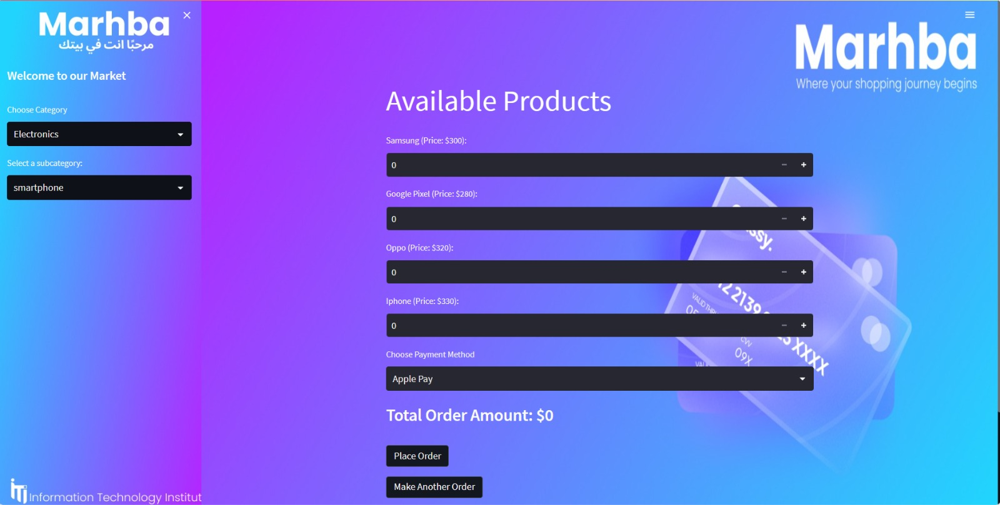 Marhba
مرحبًا انت في بيتك
Welcome to our Market
Choose Category
Electronics
Select a subcategory:
smartphone
Information Technology Institut
Marhba
Where your shopping journey begins
Available Products
Samsung (Price: $300):
0
Google Pixel (Price: $280):
0
Oppo (Price: $320):
0
Iphone (Price: $330):
0
Choose Payment Method
Apple Pay
Total Order Amount: $0
Place Order
Make Another Order
2139
XXXX
09X